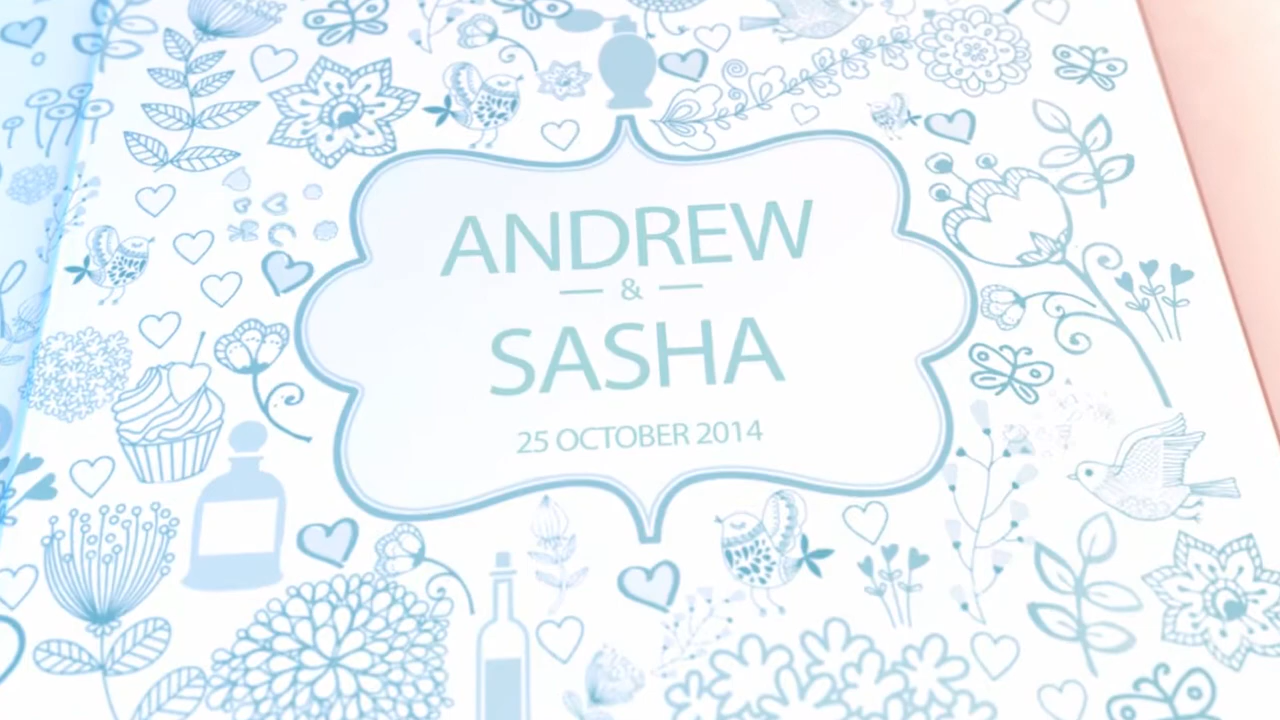 ANDREW
— & —
SASHA
25 OCTOBER 2014